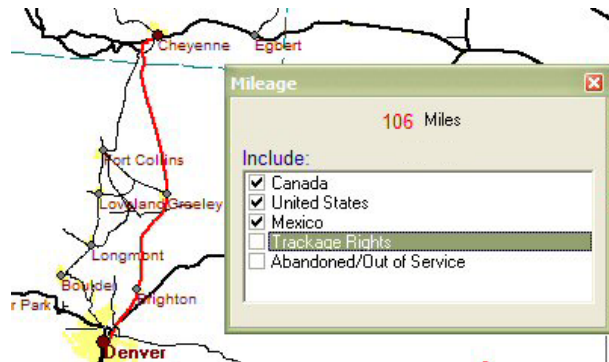 Cheyenne
Egbert
Mileage
106 Miles
Include:
Canada
United States
Mexico
Trackage Rights
Abandoned/Out of Service
Fort Collins
Loveland
Greeley
Longmont
Boulder
r Park
Brighton
Denver